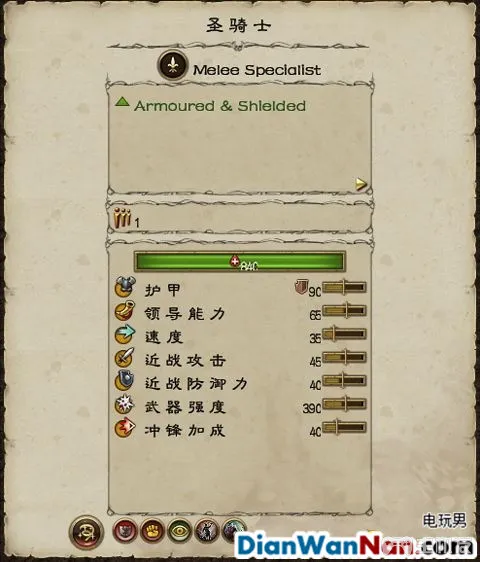 圣骑士
Melee Specialist
Armoured & Shielded
1
840
护甲 90
领导能力 65
速度 35
近战攻击 45
近战防御力 40
武器强度 390
冲锋加成 40
电玩男
DianWanNan.com